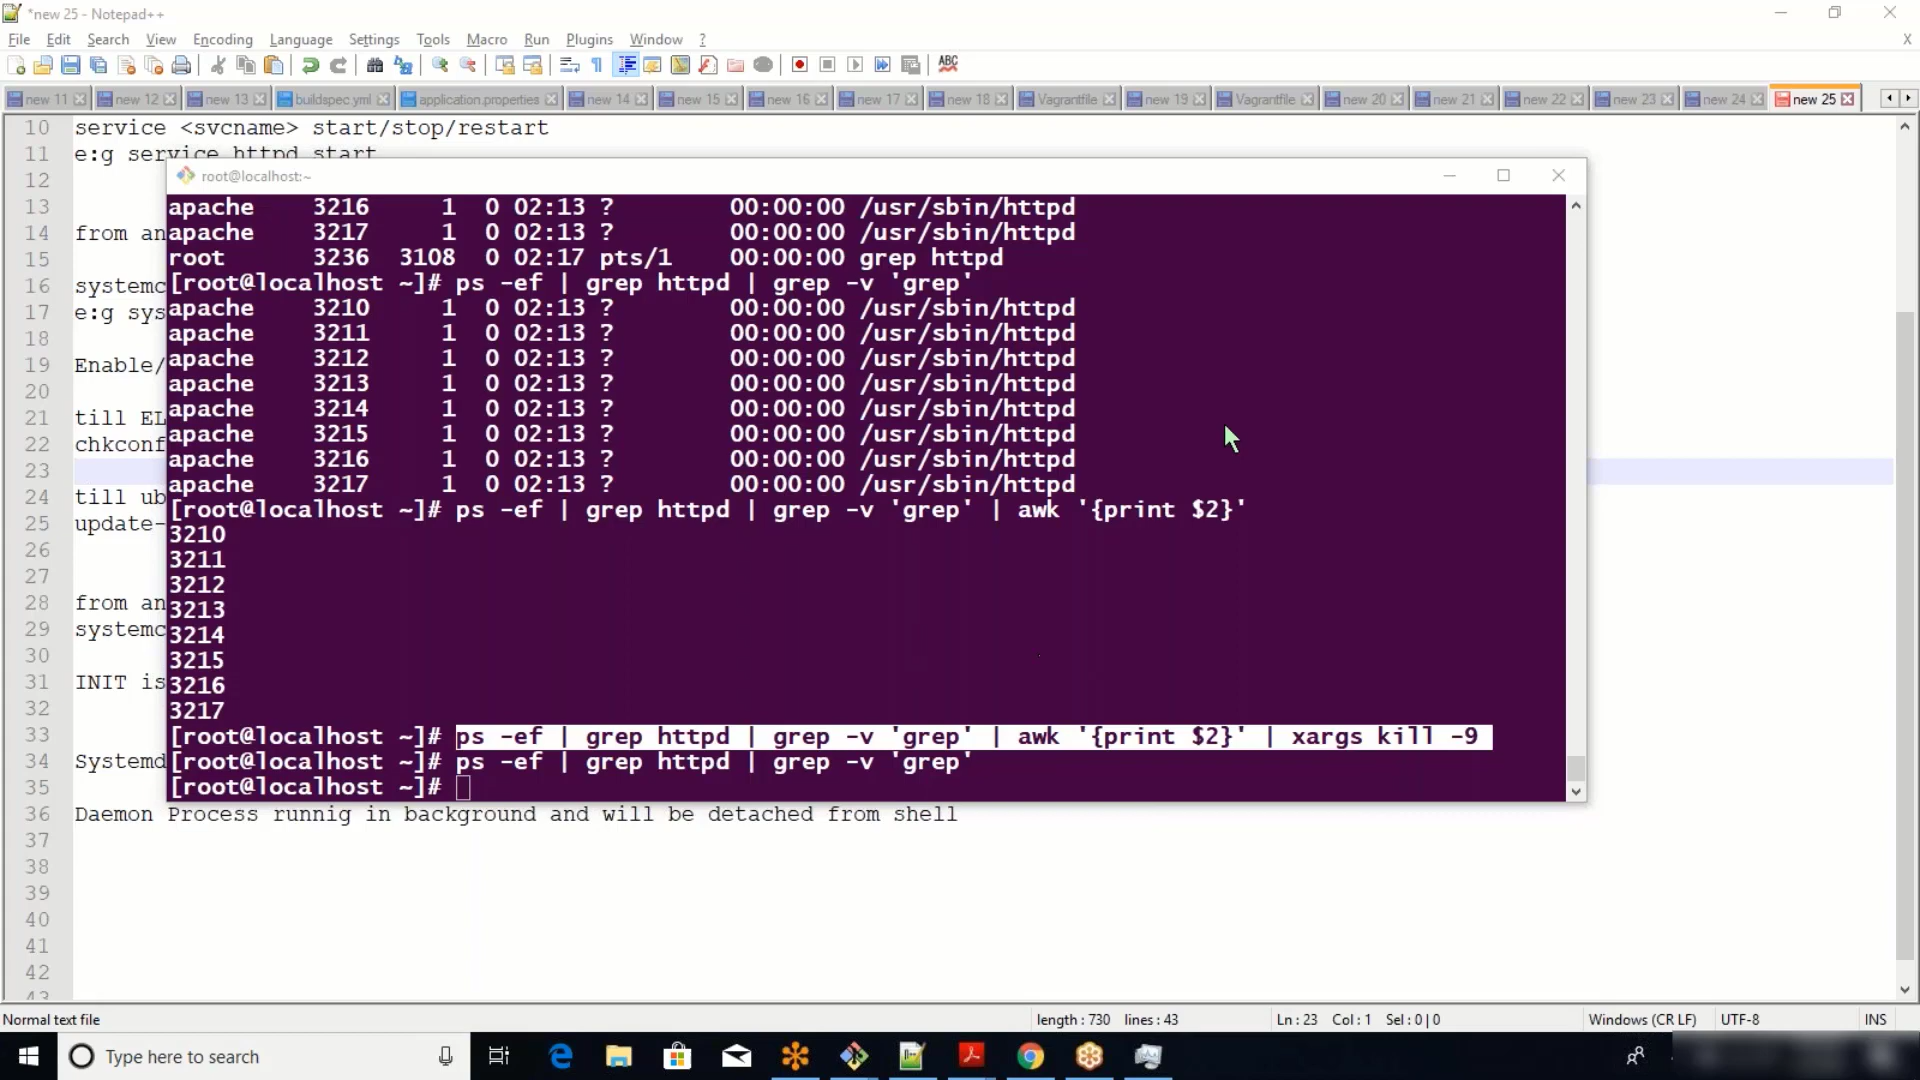 *new 25 - Notepad++
File Edit Search View Encoding Language Settings Tools Macro Run Plugins Window ? X
ABC
new 11 new 12 new 13 buildspec.yml application.properties new 14 new 15 new 16 new 17 new 18 Vagrantfile new 19 Vagrantfile new 20 new 21 new 22 new 23 new 24 new 25
10 service <svcname> start/stop/restart
11 e:g service httpd start
12
13
14 from an
15
16 systemc
17 e:g sys
18
19 Enable/
20
21 till EL
22 chkconf
23
24 till ub
25 update-
26
27
28 from an
29 systemc
30
31 INIT is
32
33
34 Systemd
35
36 Daemon Process runnig in background and will be detached from shell
37
38
39
40
41
42
43
root@localhost:~
apache 3216 1 0 02:13 ? 00:00:00 /usr/sbin/httpd
apache 3217 1 0 02:13 ? 00:00:00 /usr/sbin/httpd
root 3236 3108 0 02:17 pts/1 00:00:00 grep httpd
[root@localhost ~]# ps -ef | grep httpd | grep -v 'grep'
apache 3210 1 0 02:13 ? 00:00:00 /usr/sbin/httpd
apache 3211 1 0 02:13 ? 00:00:00 /usr/sbin/httpd
apache 3212 1 0 02:13 ? 00:00:00 /usr/sbin/httpd
apache 3213 1 0 02:13 ? 00:00:00 /usr/sbin/httpd
apache 3214 1 0 02:13 ? 00:00:00 /usr/sbin/httpd
apache 3215 1 0 02:13 ? 00:00:00 /usr/sbin/httpd
apache 3216 1 0 02:13 ? 00:00:00 /usr/sbin/httpd
apache 3217 1 0 02:13 ? 00:00:00 /usr/sbin/httpd
[root@localhost ~]# ps -ef | grep httpd | grep -v 'grep' | awk '{print $2}'
3210
3211
3212
3213
3214
3215
3216
3217
[root@localhost ~]# ps -ef | grep httpd | grep -v 'grep' | awk '{print $2}' | xargs kill -9
[root@localhost ~]# ps -ef | grep httpd | grep -v 'grep'
[root@localhost ~]#
Normal text file length : 730 lines : 43 Ln : 23 Col : 1 Sel : 0 | 0 Windows (CR LF) UTF-8 INS
Type here to search